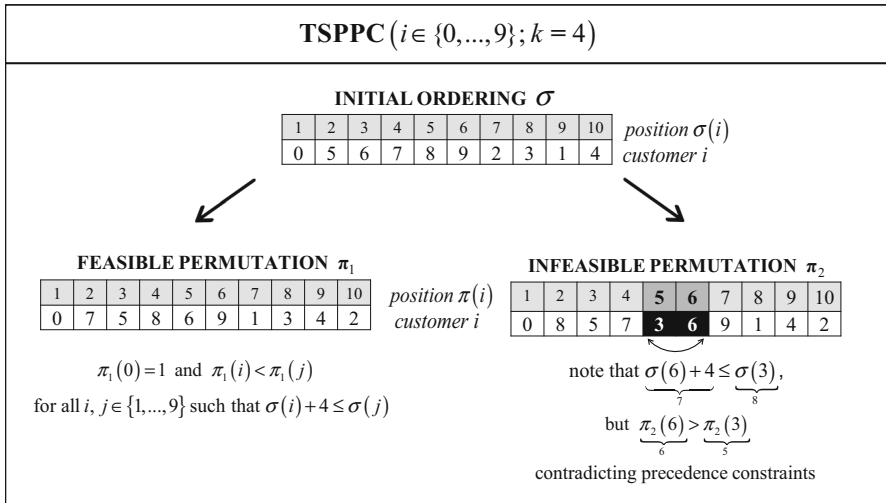 TSPPC (i ∈ {0,...,9}; k = 4)
INITIAL ORDERING σ
1 2 3 4 5 6 7 8 9 10 position σ(i)
0 5 6 7 8 9 2 3 1 4 customer i
FEASIBLE PERMUTATION π₁
1 2 3 4 5 6 7 8 9 10 position π(i)
0 7 5 8 6 9 1 3 4 2 customer i
π₁(0) = 1 and π₁(i) < π₁(j)
for all i, j ∈ {1,...,9} such that σ(i) + 4 ≤ σ(j)
INFEASIBLE PERMUTATION π₂
1 2 3 4 5 6 7 8 9 10
0 8 5 7 3 6 9 1 4 2
note that σ(6) + 4 ≤ σ(3),
7 8
but π₂(6) > π₂(3)
6 5
contradicting precedence constraints